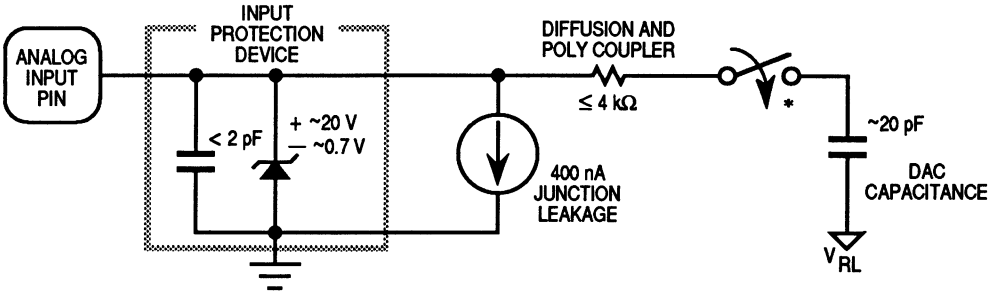 INPUT
PROTECTION
DEVICE
ANALOG
INPUT
PIN
< 2 pF
+ ~20 V
— ~0.7 V
400 nA
JUNCTION
LEAKAGE
DIFFUSION AND
POLY COUPLER
≤ 4 kΩ
*
~20 pF
DAC
CAPACITANCE
VRL